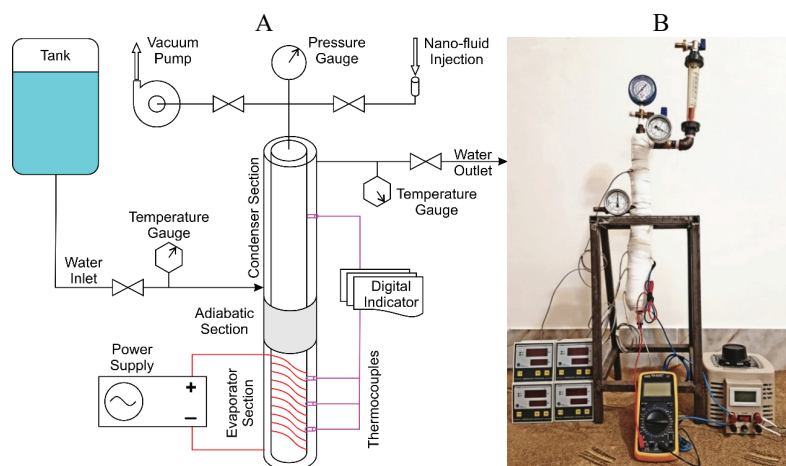 A
B
Tank
Vacuum
Pump
Pressure
Gauge
Nano-fluid
Injection
Water
Outlet
Temperature
Gauge
Temperature
Gauge
Water
Inlet
Condenser Section
Digital
Indicator
Adiabatic
Section
Power
Supply
+
−
Evaporator
Section
Thermocouples